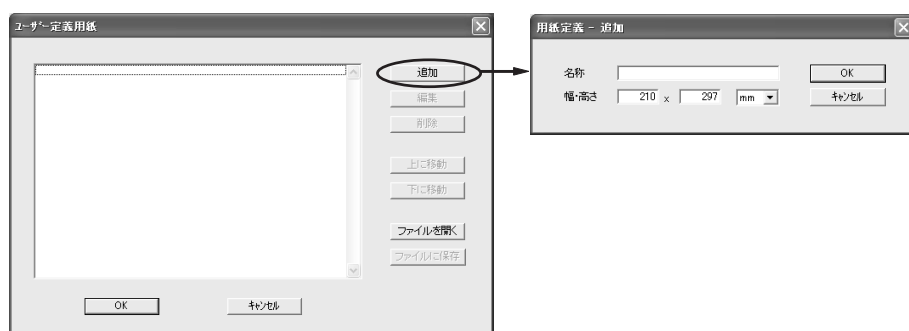 ユーザー定義用紙
追加
編集
削除
上に移動
下に移動
ファイルを開く
ファイルに保存
OK キャンセル
用紙定義 - 追加
名称 OK
幅・高さ 210 x 297 mm キャンセル